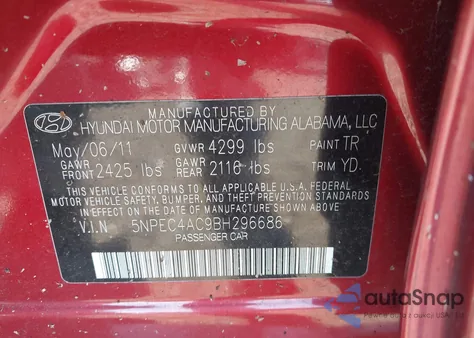 MANUFACTURED BY
HYUNDAI MOTOR MANUFACTURING ALABAMA, LLC
May/06/11 GVWR 4299 lbs PAINT TR
GAWR FRONT 2425 lbs GAWR REAR 2116 lbs TRIM YD
THIS VEHICLE CONFORMS TO ALL APPLICABLE U.S.A. FEDERAL
MOTOR VEHICLE SAFETY, BUMPER, AND THEFT PREVENTION
STANDARDS IN EFFECT ON THE DATE OF MANUFACTURE
SHOWN ABOVE.
V.I.N 5NPEC4AC9BH296686
PASSENGER CAR
autoSnap